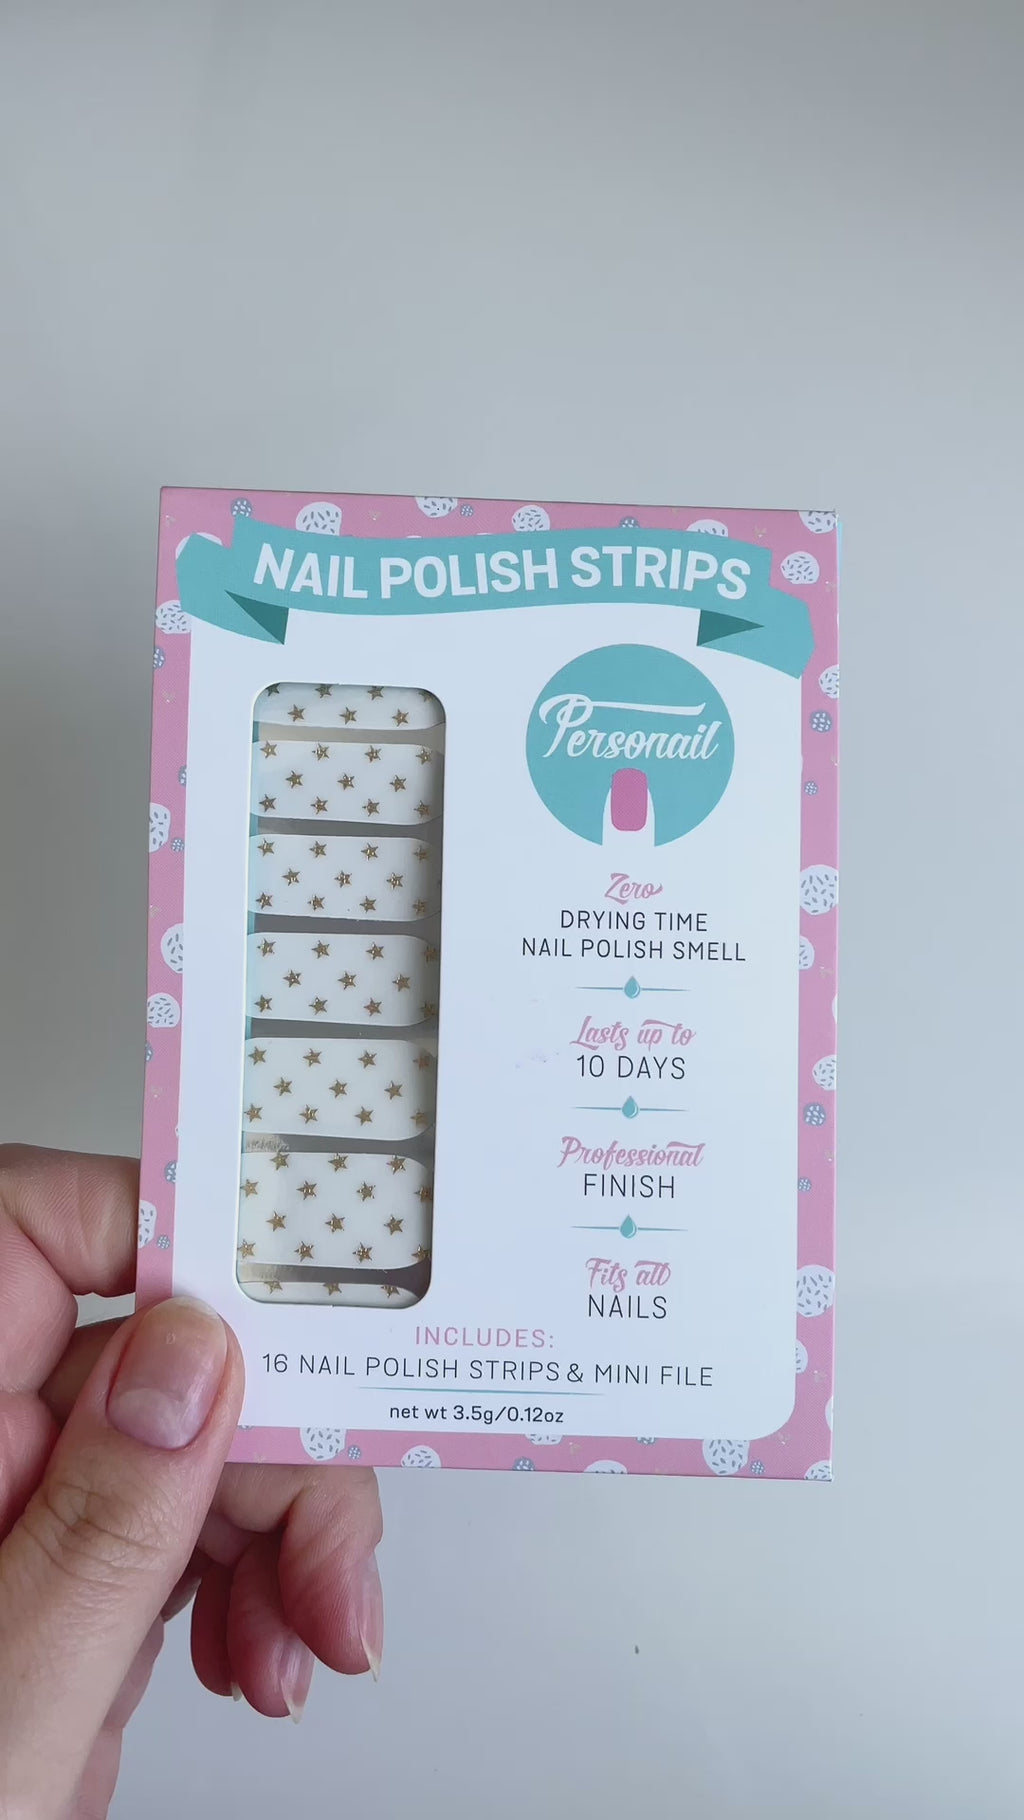 NAIL POLISH STRIPS
Personail
Zero
DRYING TIME
NAIL POLISH SMELL
Lasts up to
10 DAYS
Professional
FINISH
Fits all
NAILS
INCLUDES:
16 NAIL POLISH STRIPS & MINI FILE
net wt 3.5g/0.12oz